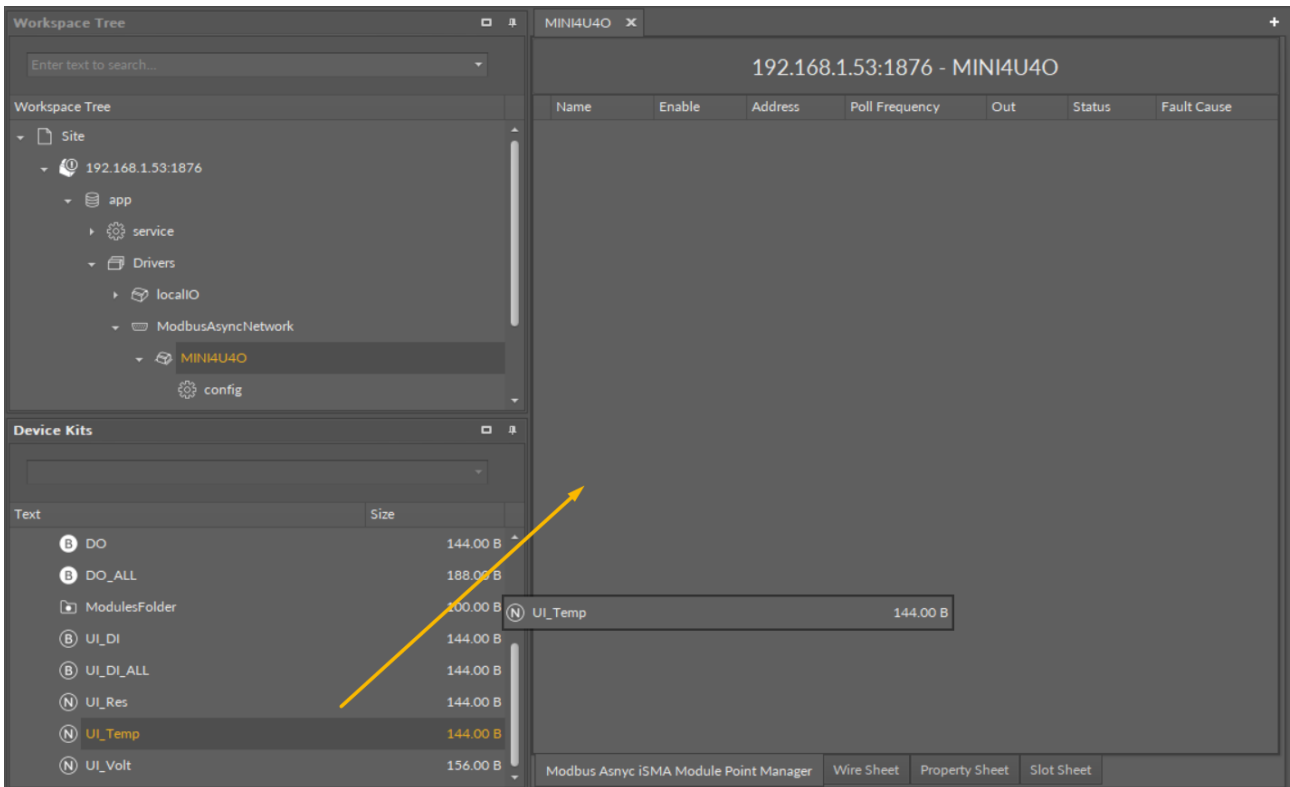 Workspace Tree
Enter text to search...
Workspace Tree
Site
192.168.1.53:1876
app
service
Drivers
localIO
ModbusAsyncNetwork
MINI4U4O
config
Device Kits
Text Size
B DO 144.00 B
B DO_ALL 188.00 B
ModulesFolder 100.00 B
B UI_DI 144.00 B
B UI_DI_ALL 144.00 B
N UI_Res 144.00 B
N UI_Temp 144.00 B
N UI_Volt 156.00 B
MINI4U4O
192.168.1.53:1876 - MINI4U4O
Name Enable Address Poll Frequency Out Status Fault Cause
N UI_Temp 144.00 B
Modbus Asnyc iSMA Module Point Manager Wire Sheet Property Sheet Slot Sheet